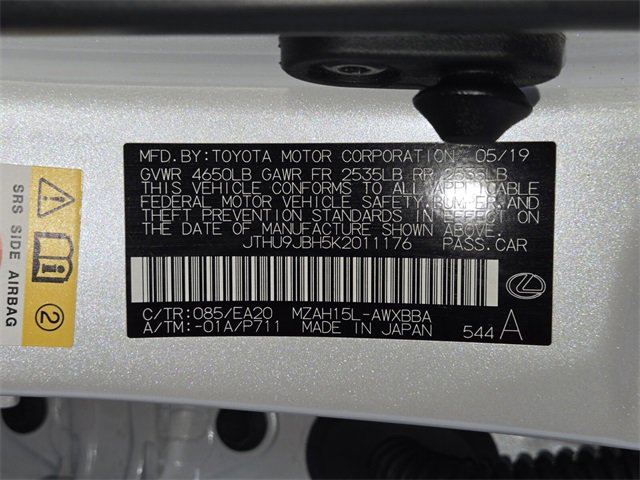 MFD.BY:TOYOTA MOTOR CORPORATION 05/19
GVWR 4650LB GAWR FR 2535LB RR 2535LB
THIS VEHICLE CONFORMS TO ALL APPLICABLE
FEDERAL MOTOR VEHICLE SAFETY,BUMPER,AND
THEFT PREVENTION STANDARDS IN EFFECT ON
THE DATE OF MANUFACTURE SHOWN ABOVE.
JTHU9JBH5K2011176 PASS.CAR
C/TR:085/EA20 MZAH15L-AWXBBA
A/TM:-01A/P711 MADE IN JAPAN 544 A
SRS SIDE AIRBAG
2